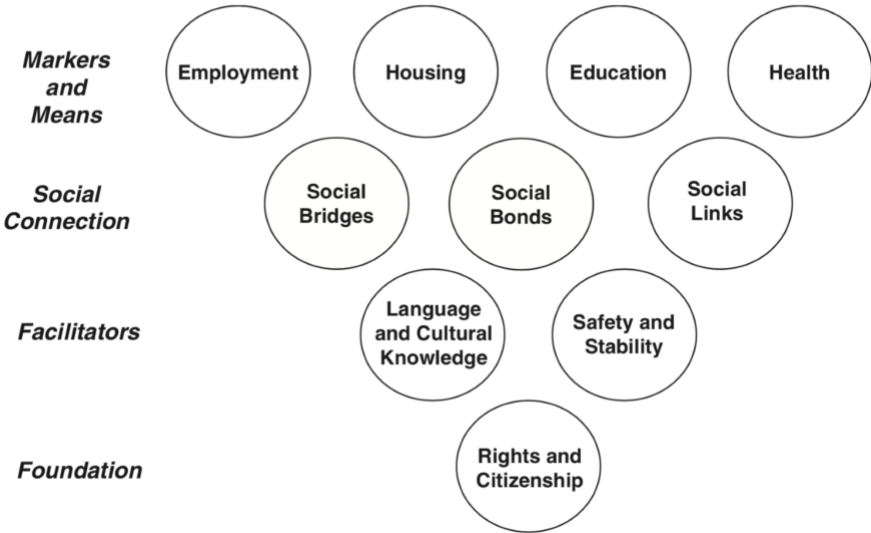 Markers
and
Means
Employment
Housing
Education
Health
Social
Connection
Social
Bridges
Social
Bonds
Social
Links
Facilitators
Language
and Cultural
Knowledge
Safety and
Stability
Foundation
Rights and
Citizenship